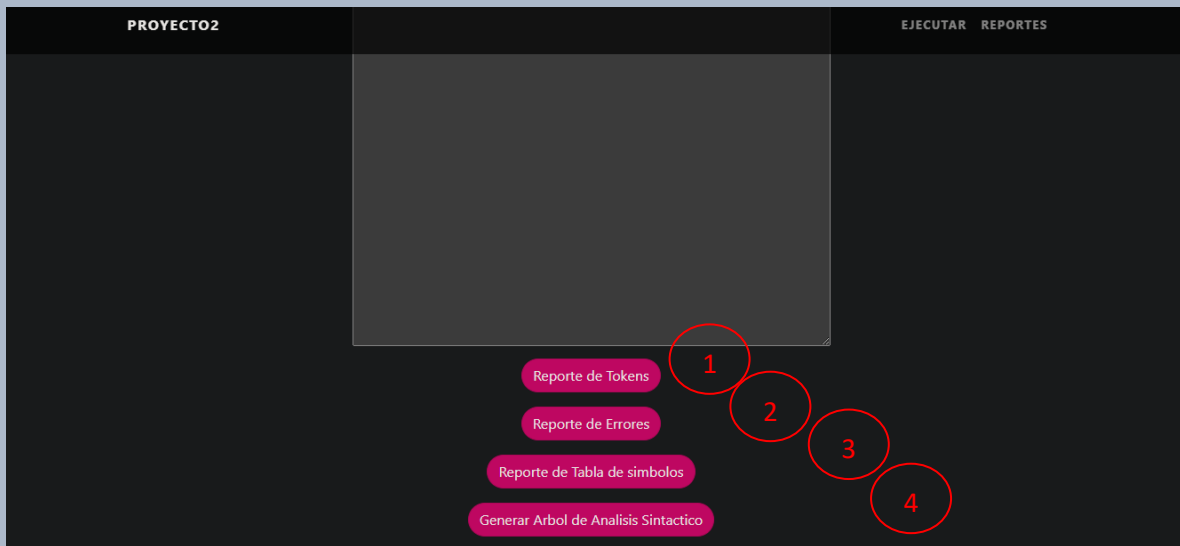 PROYECTO2
EJECUTAR REPORTES
Reporte de Tokens
1
Reporte de Errores
2
Reporte de Tabla de simbolos
3
Generar Arbol de Analisis Sintactico
4